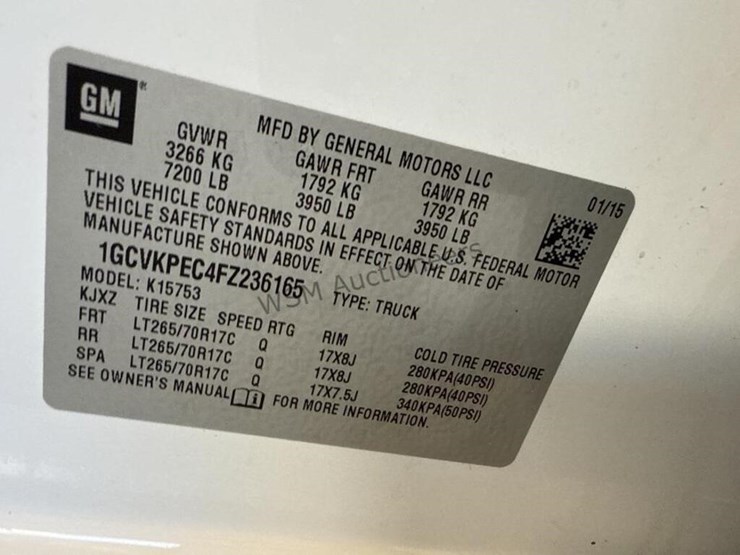 GM®
MFD BY GENERAL MOTORS LLC
01/15
GVWR GAWR FRT GAWR RR
3266 KG 1792 KG 1792 KG
7200 LB 3950 LB 3950 LB
THIS VEHICLE CONFORMS TO ALL APPLICABLE U.S. FEDERAL MOTOR
VEHICLE SAFETY STANDARDS IN EFFECT ON THE DATE OF
MANUFACTURE SHOWN ABOVE.
1GCVKPEC4FZ236165 TYPE: TRUCK
MODEL: K15753
KJXZ TIRE SIZE SPEED RTG RIM COLD TIRE PRESSURE
FRT LT265/70R17C Q 17X8J 280KPA(40PSI)
RR LT265/70R17C Q 17X8J 280KPA(40PSI)
SPA LT265/70R17C Q 17X7.5J 340KPA(50PSI)
SEE OWNER'S MANUAL FOR MORE INFORMATION.
WSM Auctioneers